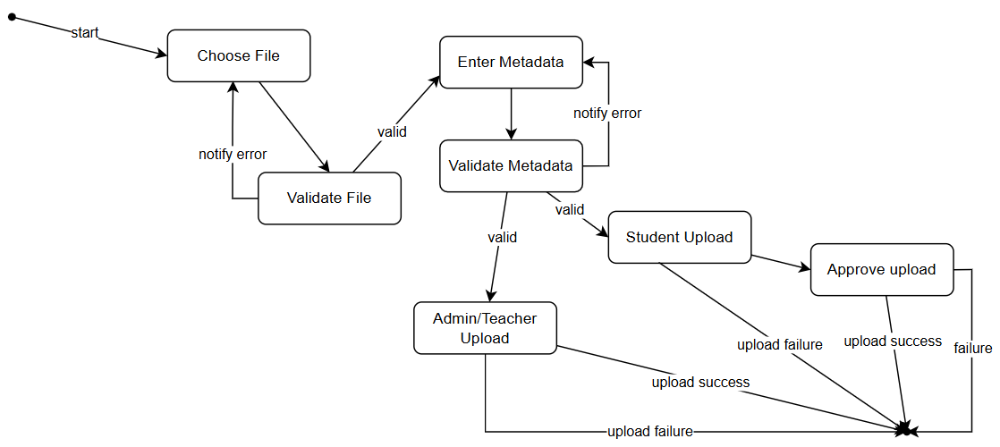 start
Choose File
Enter Metadata
notify error
valid
notify error
Validate Metadata
Validate File
valid
valid
Student Upload
Approve upload
Admin/Teacher
Upload
upload failure
upload success
failure
upload success
upload failure